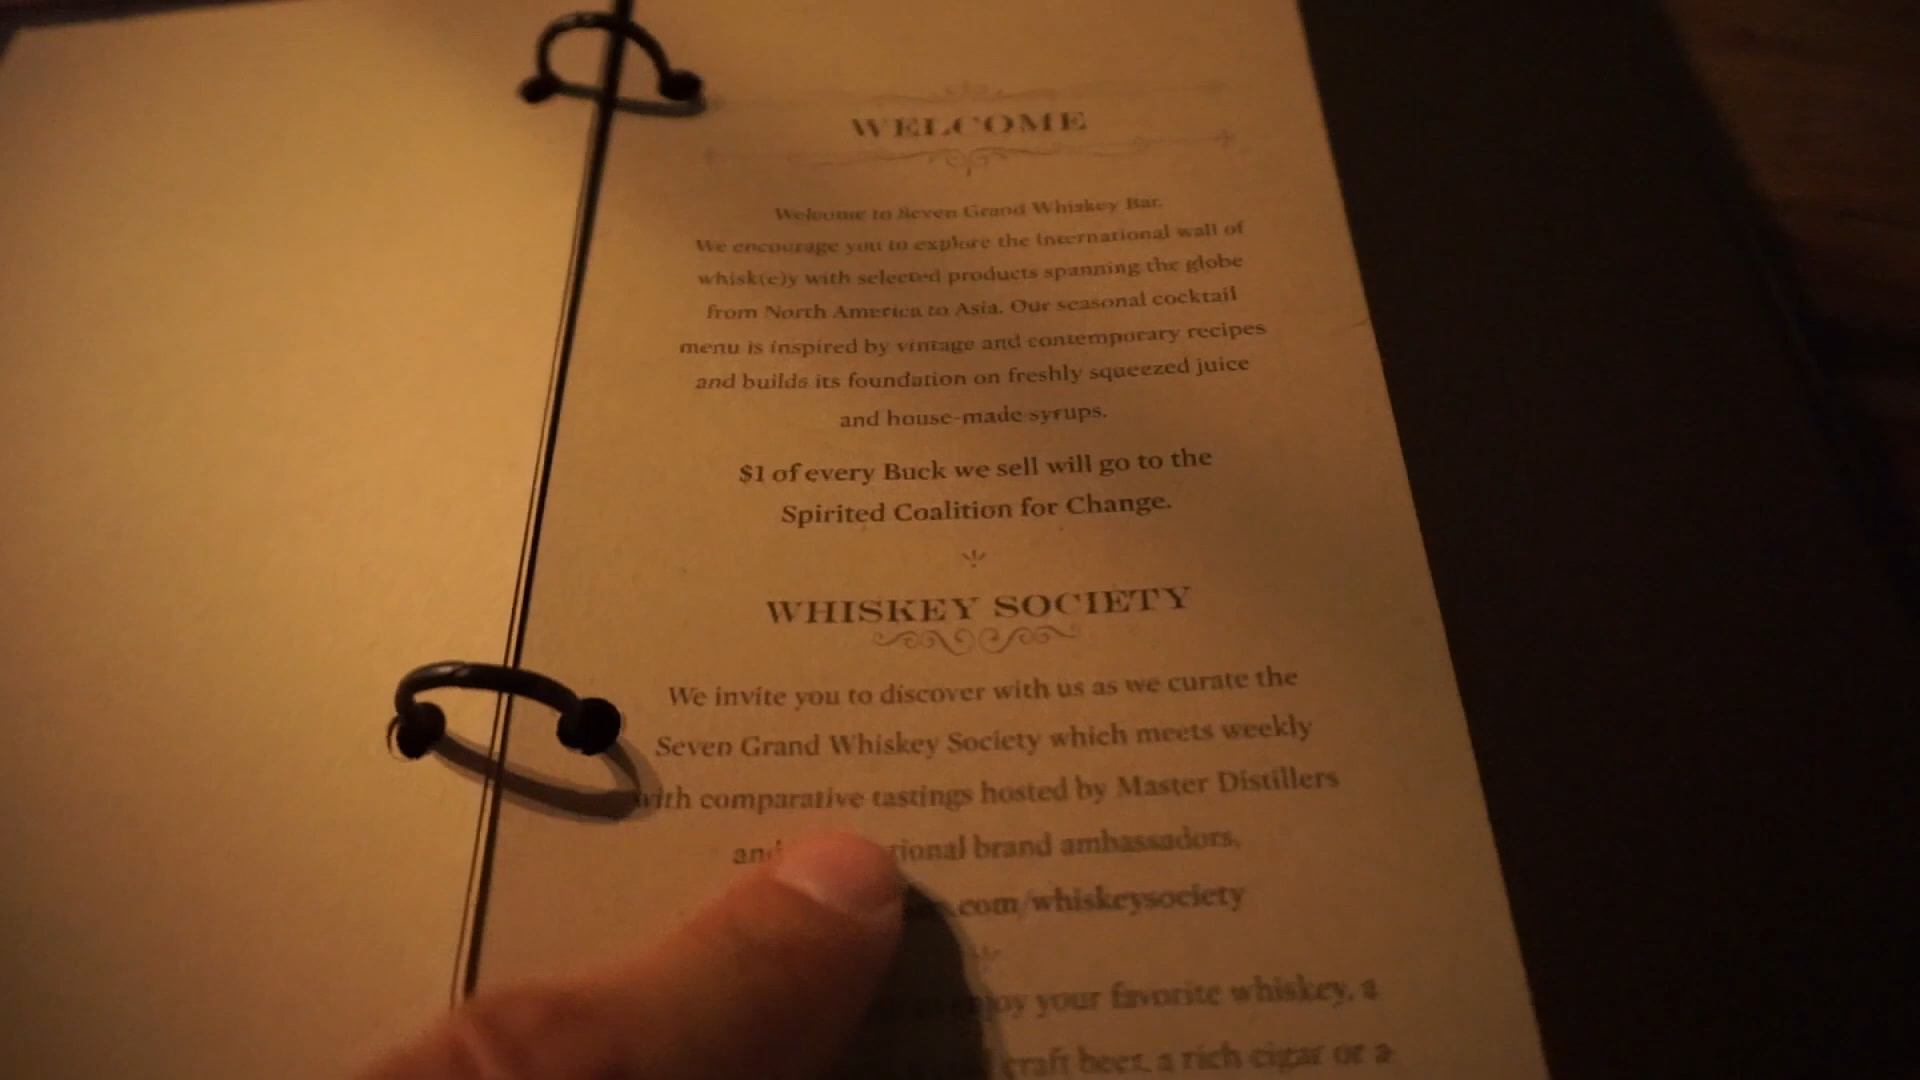 WELCOME
Welcome to Seven Grand Whiskey Bar.
We encourage you to explore the international wall of
whisk(e)y with selected products spanning the globe
from North America to Asia. Our seasonal cocktail
menu is inspired by vintage and contemporary recipes
and builds its foundation on freshly squeezed juice
and house-made syrups.
$1 of every Buck we sell will go to the
Spirited Coalition for Change.
WHISKEY SOCIETY
We invite you to discover with us as we curate the
Seven Grand Whiskey Society which meets weekly
with comparative tastings hosted by Master Distillers
and brand ambassadors,
.com/whiskeysociety
your favorite whiskey, a
craft beer, a rich cigar or a